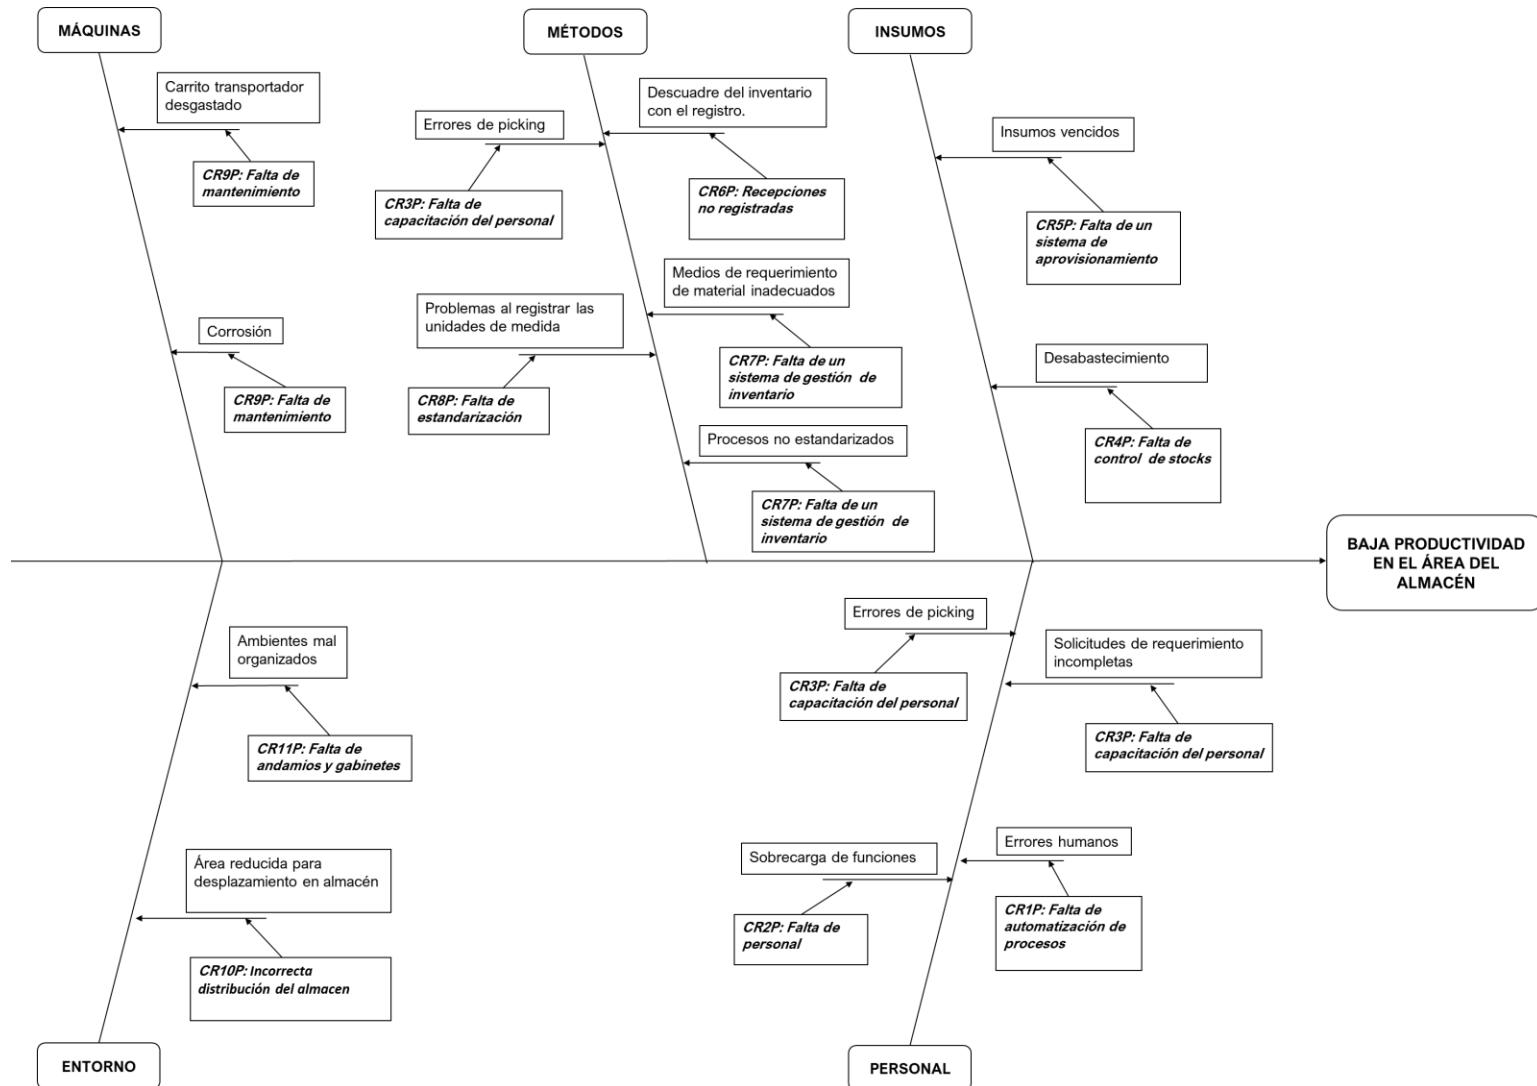 MÁQUINAS
MÉTODOS
INSUMOS
Carrito transportador
desgastado
CR9P: Falta de
mantenimiento
Corrosión
CR9P: Falta de
mantenimiento
Errores de picking
CR3P: Falta de
capacitación del personal
Descuadre del inventario
con el registro.
CR6P: Recepciones
no registradas
Problemas al registrar las
unidades de medida
CR8P: Falta de
estandarización
Medios de requerimiento
de material inadecuados
CR7P: Falta de un
sistema de gestión de
inventario
Procesos no estandarizados
CR7P: Falta de un
sistema de gestión de
inventario
Insumos vencidos
CR5P: Falta de un
sistema de
aprovisionamiento
Desabastecimiento
CR4P: Falta de
control de stocks
BAJA PRODUCTIVIDAD
EN EL ÁREA DEL
ALMACÉN
Ambientes mal
organizados
CR11P: Falta de
andamios y gabinetes
Área reducida para
desplazamiento en almacén
CR10P: Incorrecta
distribución del almacen
Errores de picking
CR3P: Falta de
capacitación del personal
Solicitudes de requerimiento
incompletas
CR3P: Falta de
capacitación del personal
Sobrecarga de funciones
CR2P: Falta de
personal
Errores humanos
CR1P: Falta de
automatización de
procesos
ENTORNO
PERSONAL